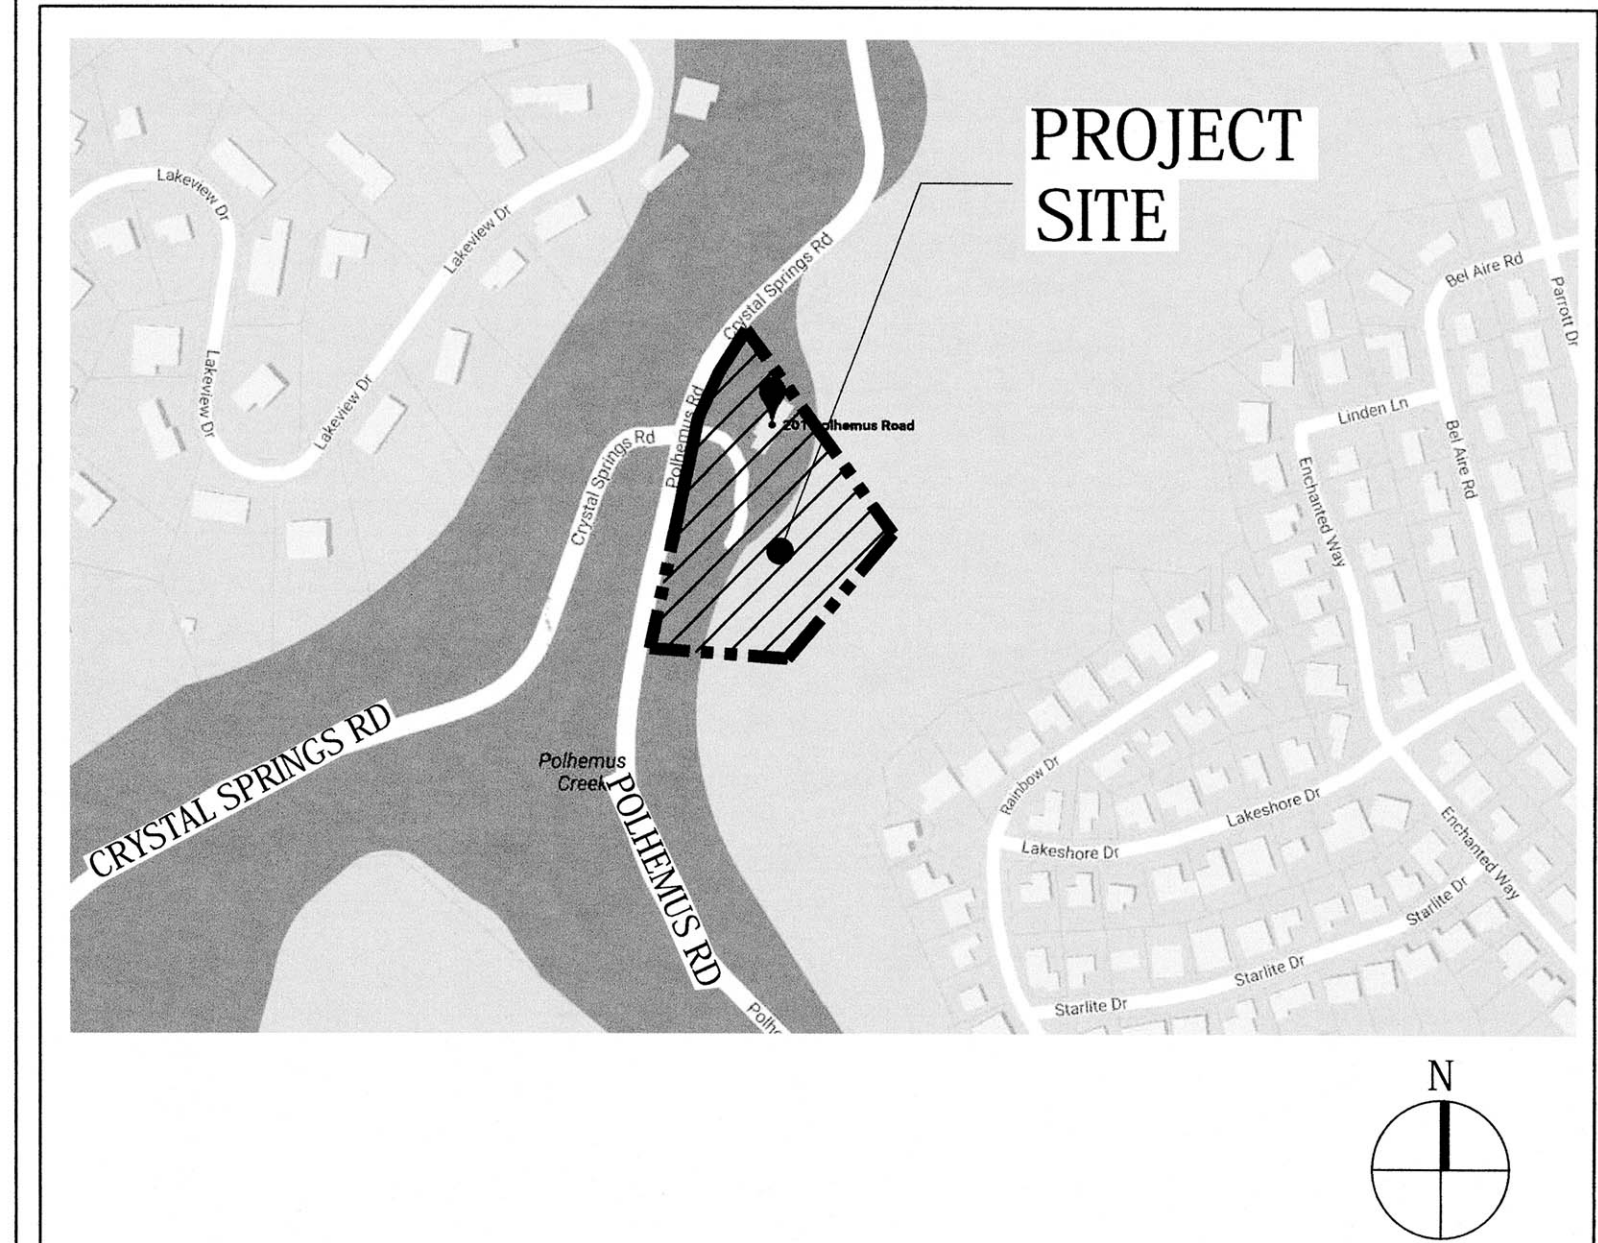 PROJECT
SITE
Lakeview Dr
Lakeview Dr
Lakeview Dr
Lakeview Dr
Crystal Springs Rd
Polhemus Rd
Crystal Springs Rd
Polhemus Road
Bel Aire Rd
Parrott Dr
Linden Ln
Bel Aire Rd
Enchanted Way
CRYSTAL SPRINGS RD
Polhemus
Creek
POLHEMUS RD
Rainbow Dr
Lakeshore Dr
Lakeshore Dr
Enchanted Way
Starlite Dr
Starlite Dr
Starlite Dr
N